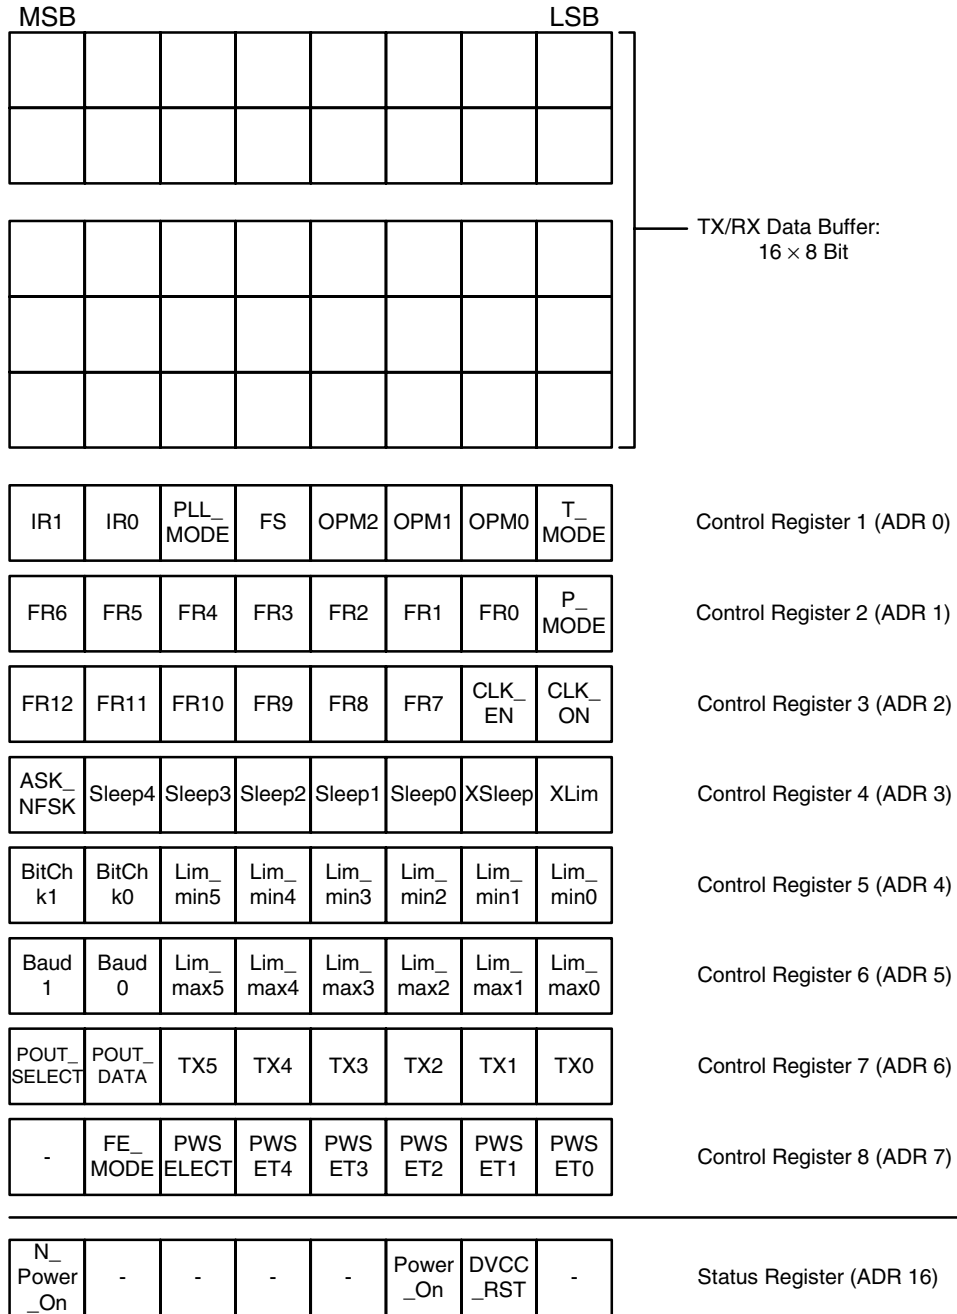 MSB LSB
TX/RX Data Buffer:
16 × 8 Bit
IR1 IR0 PLL_ MODE FS OPM2 OPM1 OPM0 T_ MODE Control Register 1 (ADR 0)
FR6 FR5 FR4 FR3 FR2 FR1 FR0 P_ MODE Control Register 2 (ADR 1)
FR12 FR11 FR10 FR9 FR8 FR7 CLK_ EN CLK_ ON Control Register 3 (ADR 2)
ASK_ NFSK Sleep4 Sleep3 Sleep2 Sleep1 Sleep0 XSleep XLim Control Register 4 (ADR 3)
BitCh k1 BitCh k0 Lim_ min5 Lim_ min4 Lim_ min3 Lim_ min2 Lim_ min1 Lim_ min0 Control Register 5 (ADR 4)
Baud 1 Baud 0 Lim_ max5 Lim_ max4 Lim_ max3 Lim_ max2 Lim_ max1 Lim_ max0 Control Register 6 (ADR 5)
POUT_ SELECT POUT_ DATA TX5 TX4 TX3 TX2 TX1 TX0 Control Register 7 (ADR 6)
- FE_ MODE PWS ELECT PWS ET4 PWS ET3 PWS ET2 PWS ET1 PWS ET0 Control Register 8 (ADR 7)
N_ Power _On - - - - Power _On DVCC _RST - Status Register (ADR 16)